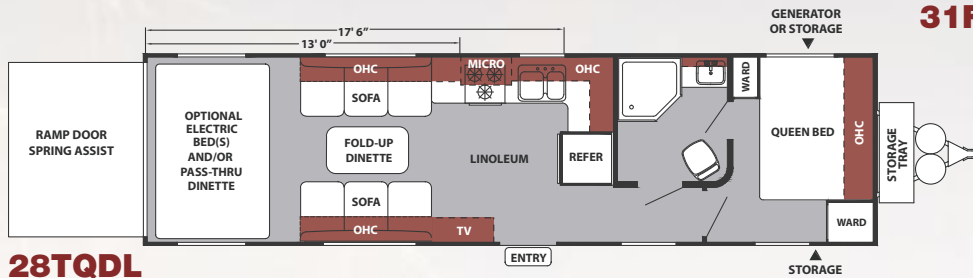 GENERATOR
OR STORAGE
31F
17' 6"
13' 0"
OHC
MICRO
OHC
SOFA
WARD
RAMP DOOR
SPRING ASSIST
OPTIONAL
ELECTRIC
BED(S)
AND/OR
PASS-THRU
DINETTE
FOLD-UP
DINETTE
LINOLEUM
REFER
QUEEN BED
OHC
STORAGE
TRAY
SOFA
OHC
TV
WARD
ENTRY
STORAGE
28TQDL